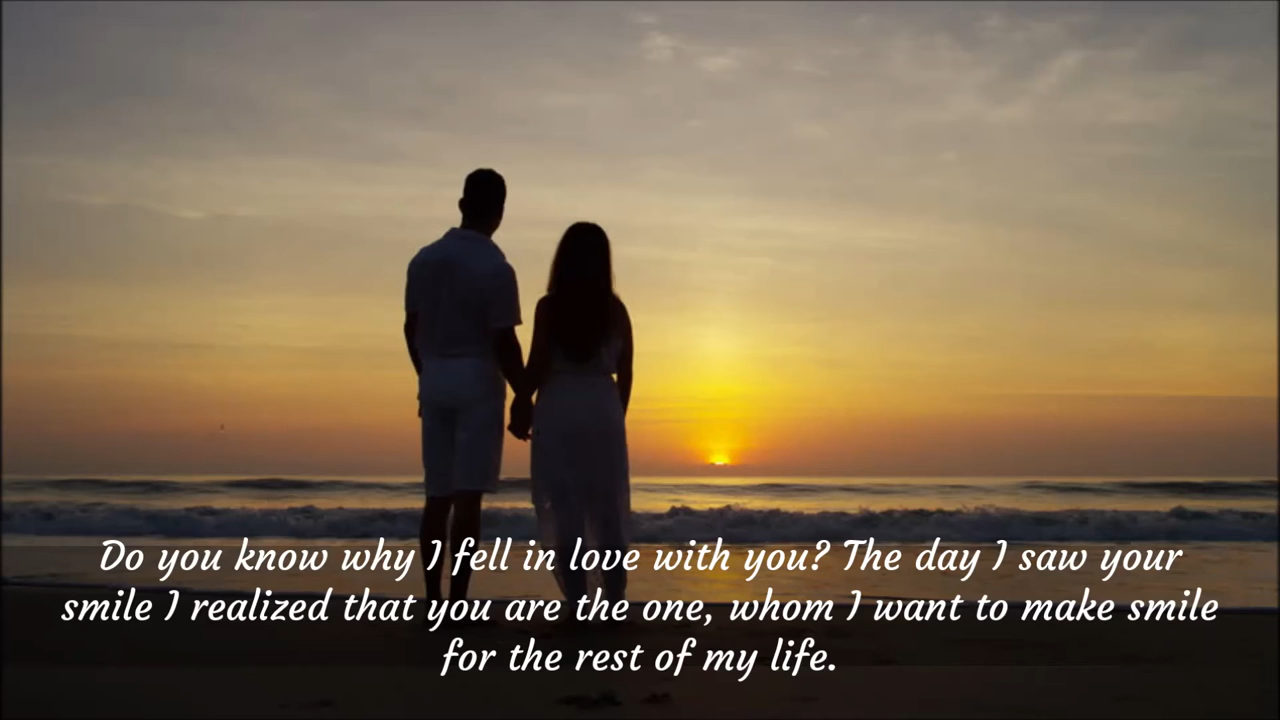 Do you know why I fell in love with you? The day I saw your
smile I realized that you are the one, whom I want to make smile
for the rest of my life.